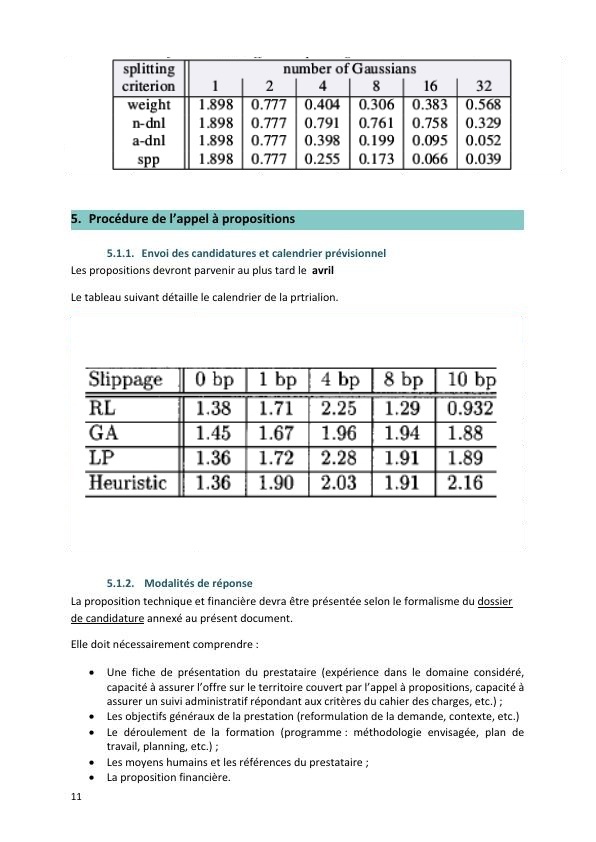 splitting number of Gaussians
criterion 1 2 4 8 16 32
weight 1.898 0.777 0.404 0.306 0.383 0.568
n-dnl 1.898 0.777 0.791 0.761 0.758 0.329
a-dnl 1.898 0.777 0.398 0.199 0.095 0.052
spp 1.898 0.777 0.255 0.173 0.066 0.039
5. Procédure de l’appel à propositions
5.1.1. Envoi des candidatures et calendrier prévisionnel
Les propositions devront parvenir au plus tard le avril
Le tableau suivant détaille le calendrier de la prtrialion.
Slippage 0 bp 1 bp 4 bp 8 bp 10 bp
RL 1.38 1.71 2.25 1.29 0.932
GA 1.45 1.67 1.96 1.94 1.88
LP 1.36 1.72 2.28 1.91 1.89
Heuristic 1.36 1.90 2.03 1.91 2.16
5.1.2. Modalités de réponse
La proposition technique et financière devra être présentée selon le formalisme du dossier
de candidature annexé au présent document.
Elle doit nécessairement comprendre :
• Une fiche de présentation du prestataire (expérience dans le domaine considéré,
capacité à assurer l’offre sur le territoire couvert par l’appel à propositions, capacité à
assurer un suivi administratif répondant aux critères du cahier des charges, etc.) ;
• Les objectifs généraux de la prestation (reformulation de la demande, contexte, etc.)
• Le déroulement de la formation (programme : méthodologie envisagée, plan de
travail, planning, etc.) ;
• Les moyens humains et les références du prestataire ;
• La proposition financière.
11